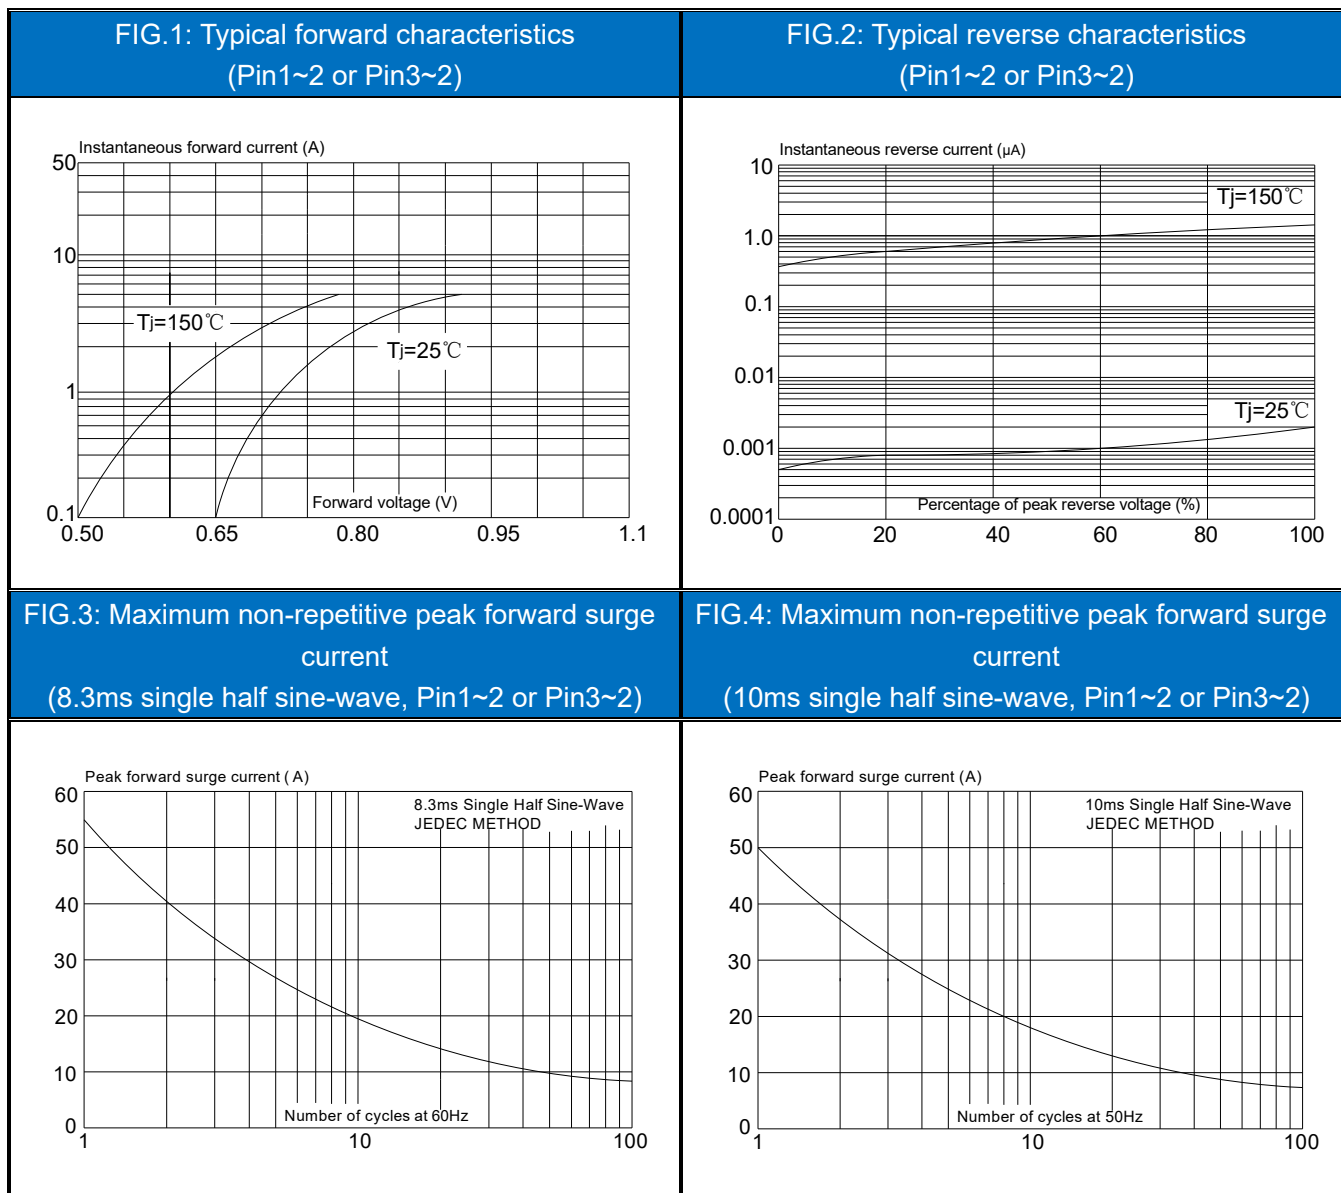 FIG.1: Typical forward characteristics
(Pin1~2 or Pin3~2)
FIG.2: Typical reverse characteristics
(Pin1~2 or Pin3~2)
Instantaneous forward current (A)
50
10
1
0.1
Tj=150℃
Tj=25℃
Forward voltage (V)
0.50 0.65 0.80 0.95 1.1
Instantaneous reverse current (μA)
10
1.0
0.1
0.01
0.001
0.0001
Tj=150℃
Tj=25℃
Percentage of peak reverse voltage (%)
0 20 40 60 80 100
FIG.3: Maximum non-repetitive peak forward surge
current
(8.3ms single half sine-wave, Pin1~2 or Pin3~2)
FIG.4: Maximum non-repetitive peak forward surge
current
(10ms single half sine-wave, Pin1~2 or Pin3~2)
Peak forward surge current ( A)
60
50
40
30
20
10
0
8.3ms Single Half Sine-Wave
JEDEC METHOD
Number of cycles at 60Hz
1 10 100
Peak forward surge current (A)
60
50
40
30
20
10
0
10ms Single Half Sine-Wave
JEDEC METHOD
Number of cycles at 50Hz
1 10 100